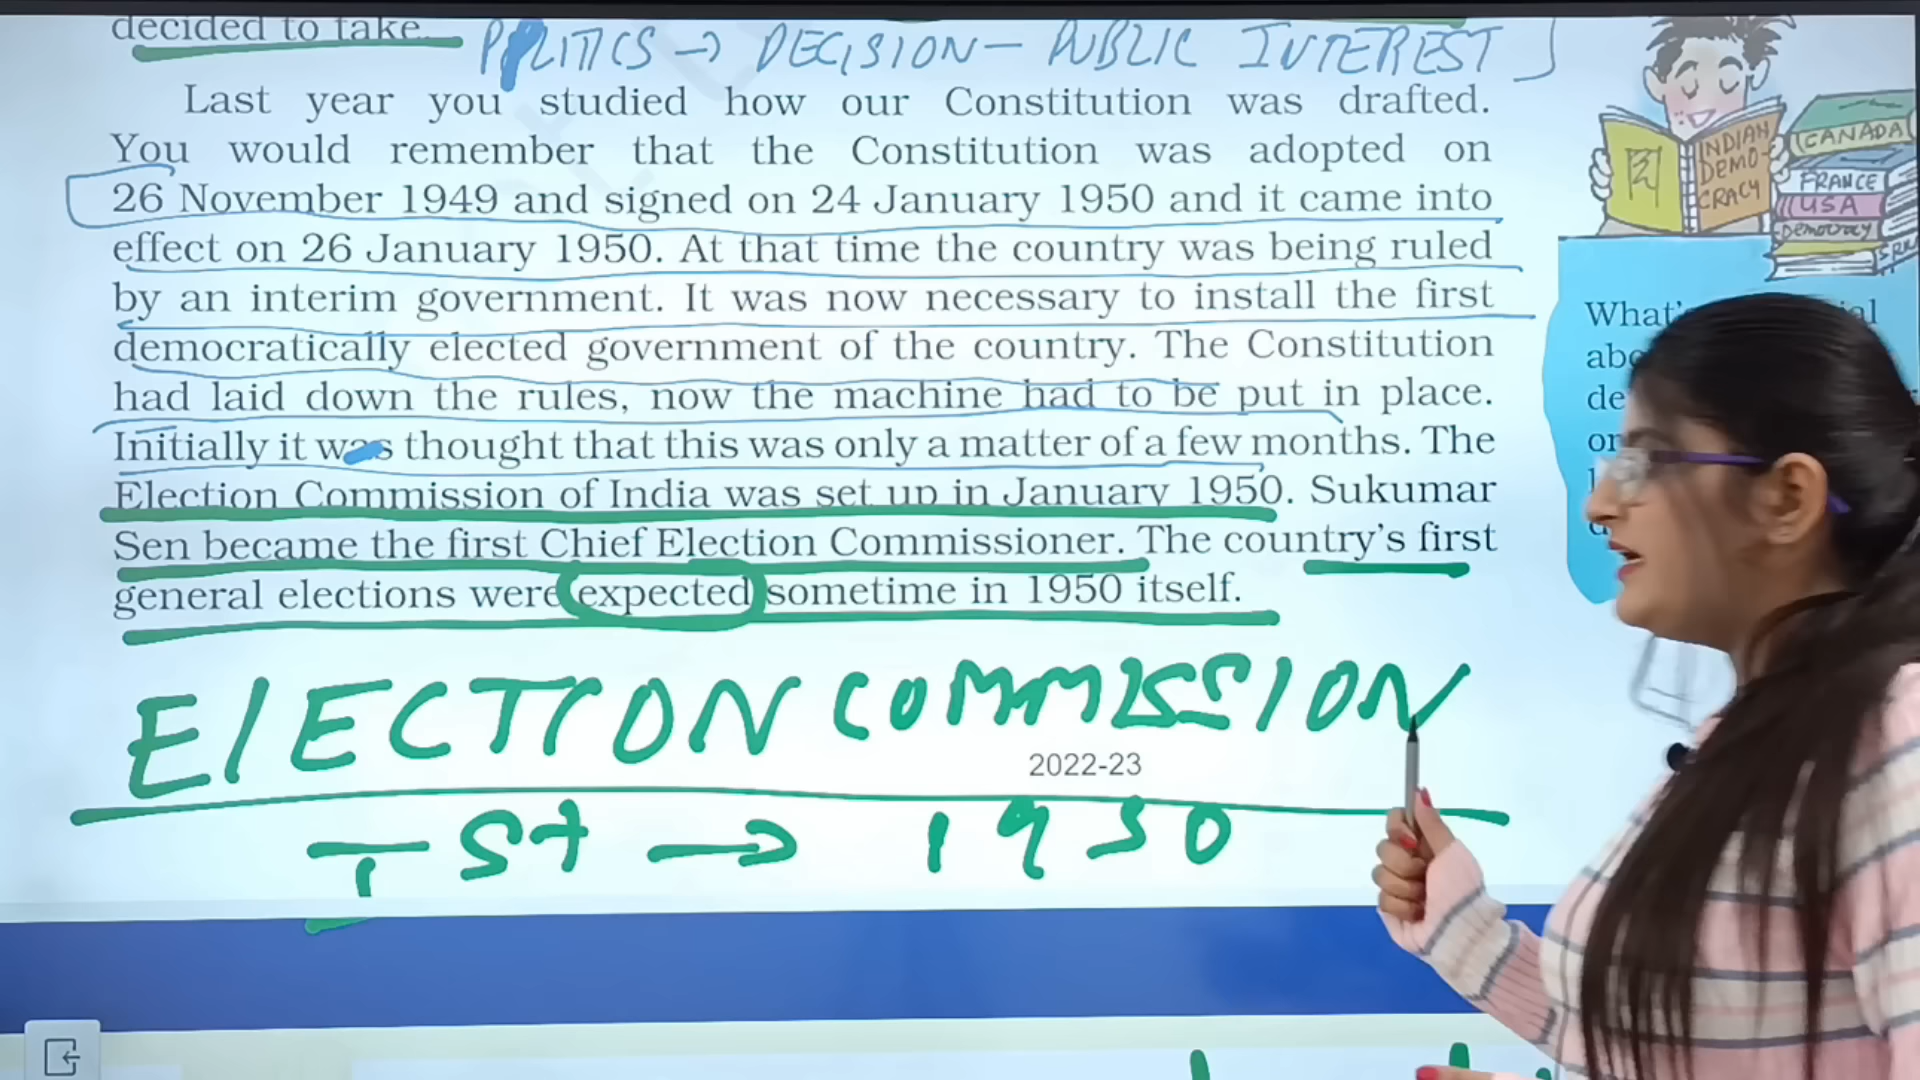 decided to take.
POLITICS → DECISION — PUBLIC INTEREST
Last year you studied how our Constitution was drafted.
You would remember that the Constitution was adopted on
26 November 1949 and signed on 24 January 1950 and it came into
effect on 26 January 1950. At that time the country was being ruled
by an interim government. It was now necessary to install the first
democratically elected government of the country. The Constitution
had laid down the rules, now the machine had to be put in place.
Initially it was thought that this was only a matter of a few months. The
Election Commission of India was set up in January 1950. Sukumar
Sen became the first Chief Election Commissioner. The country's first
general elections were expected sometime in 1950 itself.
ElECTION COMMISSION
2022-23
Ist → 1950
INDIAN
DEMO-
CRACY
CANADA
FRANCE
USA
Democracy
What's